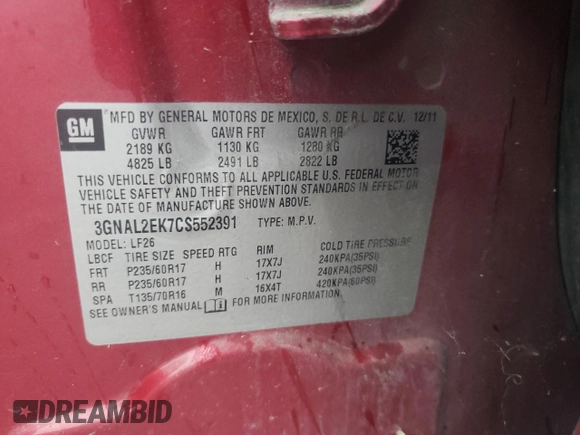 GM
MFD BY GENERAL MOTORS DE MEXICO, S. DE R.L. DE C.V. 12/11
GVWR GAWR FRT GAWR RR
2189 KG 1130 KG 1280 KG
4825 LB 2491 LB 2822 LB
THIS VEHICLE CONFORMS TO ALL APPLICABLE U.S. FEDERAL MOTOR
VEHICLE SAFETY AND THEFT PREVENTION STANDARDS IN EFFECT ON
THE DATE OF MANUFACTURE SHOWN ABOVE.
3GNAL2EK7CS552391 TYPE: M.P.V.
MODEL: LF26
LBCF TIRE SIZE SPEED RTG RIM COLD TIRE PRESSURE
FRT P235/60R17 H 17X7J 240KPA(35PSI)
RR P235/60R17 H 17X7J 240KPA(35PSI)
SPA T135/70R16 M 16X4T 420KPA(60PSI)
SEE OWNER'S MANUAL FOR MORE INFORMATION
DREAMBID